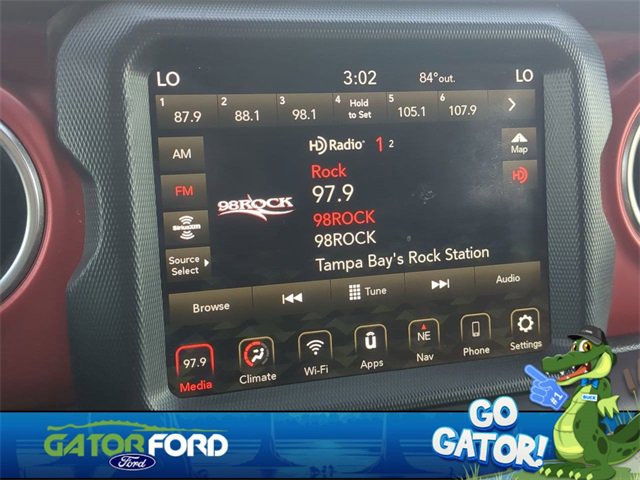 LO 3:02 84°out. LO
1 87.9 2 88.1 3 98.1 4 Hold to Set 5 105.1 6 107.9
AM HD Radio 1 2 Map
Rock
FM 98ROCK 97.9 HD
98ROCK
SiriusXM 98ROCK
Source Select Tampa Bay's Rock Station
Browse Tune Audio
97.9 NE
Media Climate Wi-Fi Apps Nav Phone Settings
GATORFORD
Ford
GO
GATOR!
#1
BUCK